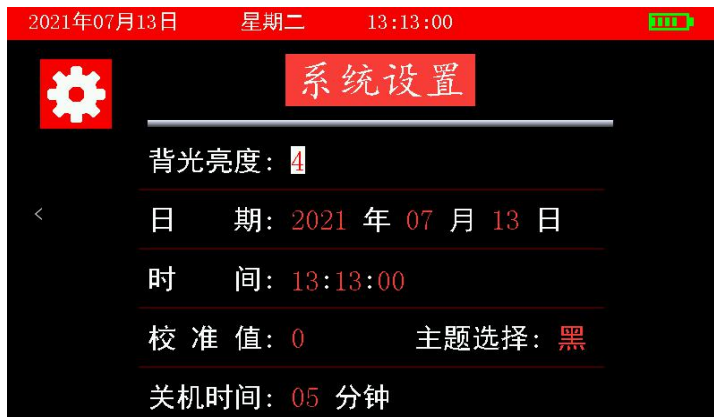 2021年07月13日 星期二 13:13:00
系统设置
背光亮度: 4
<
日 期: 2021 年 07 月 13 日
时 间: 13:13:00
校 准 值: 0 主题选择: 黑
关机时间: 05 分钟